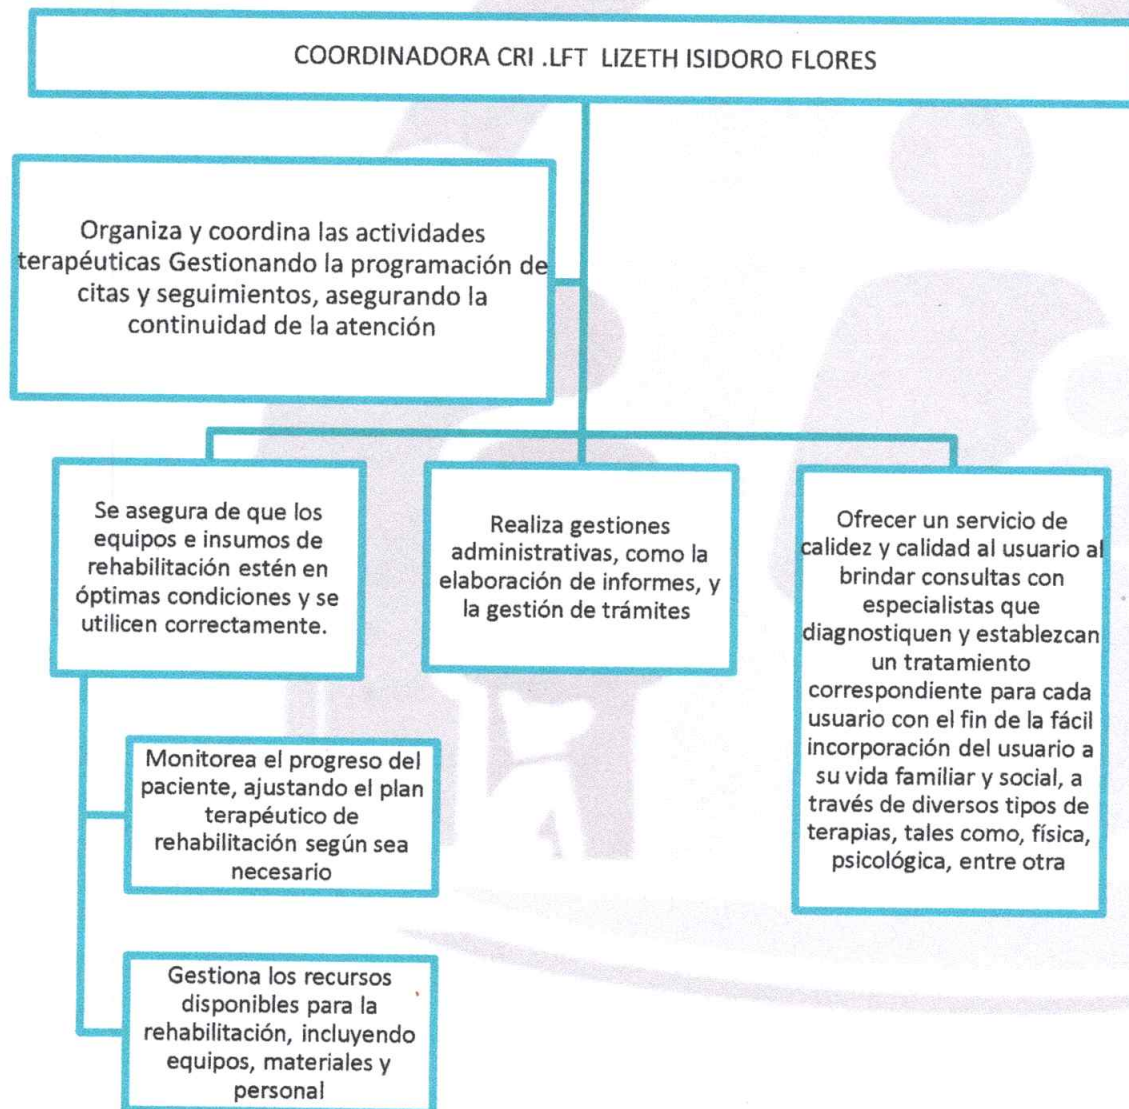 COORDINADORA CRI .LFT LIZETH ISIDORO FLORES
Organiza y coordina las actividades
terapéuticas Gestionando la programación de
citas y seguimientos, asegurando la
continuidad de la atención
Se asegura de que los
equipos e insumos de
rehabilitación estén en
óptimas condiciones y se
utilicen correctamente.
Realiza gestiones
administrativas, como la
elaboración de informes, y
la gestión de trámites
Ofrecer un servicio de
calidez y calidad al usuario al
brindar consultas con
especialistas que
diagnostiquen y establezcan
un tratamiento
correspondiente para cada
usuario con el fin de la fácil
incorporación del usuario a
su vida familiar y social, a
través de diversos tipos de
terapias, tales como, física,
psicológica, entre otra
Monitorea el progreso del
paciente, ajustando el plan
terapéutico de
rehabilitación según sea
necesario
Gestiona los recursos
disponibles para la
rehabilitación, incluyendo
equipos, materiales y
personal